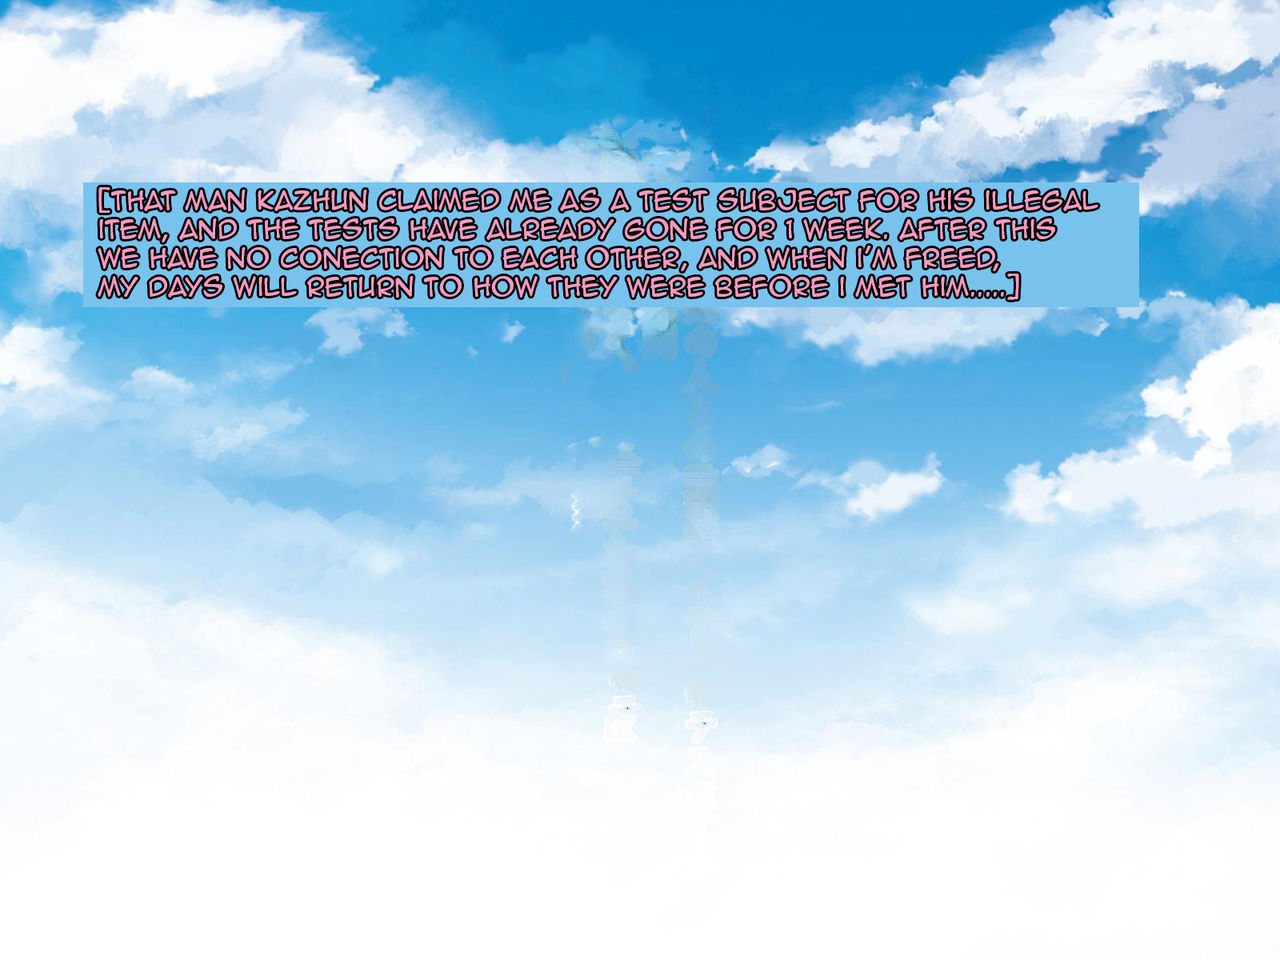 [THAT MAN KAZHUN CLAIMED ME AS A TEST SUBJECT FOR HIS ILLEGAL
ITEM, AND THE TESTS HAVE ALREADY GONE FOR 1 WEEK. AFTER THIS
WE HAVE NO CONECTION TO EACH OTHER, AND WHEN I'M FREED,
MY DAYS WILL RETURN TO HOW THEY WERE BEFORE I MET HIM.....]